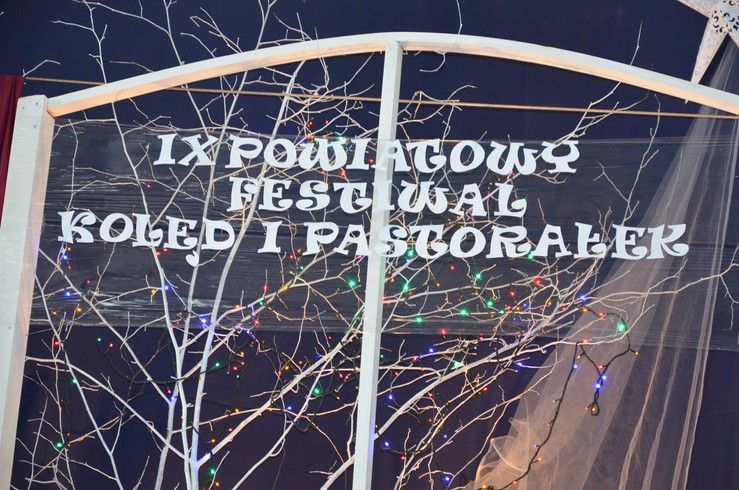 IX POWIATOWY
FESTIWAL
KOLĘD I PASTORAŁEK